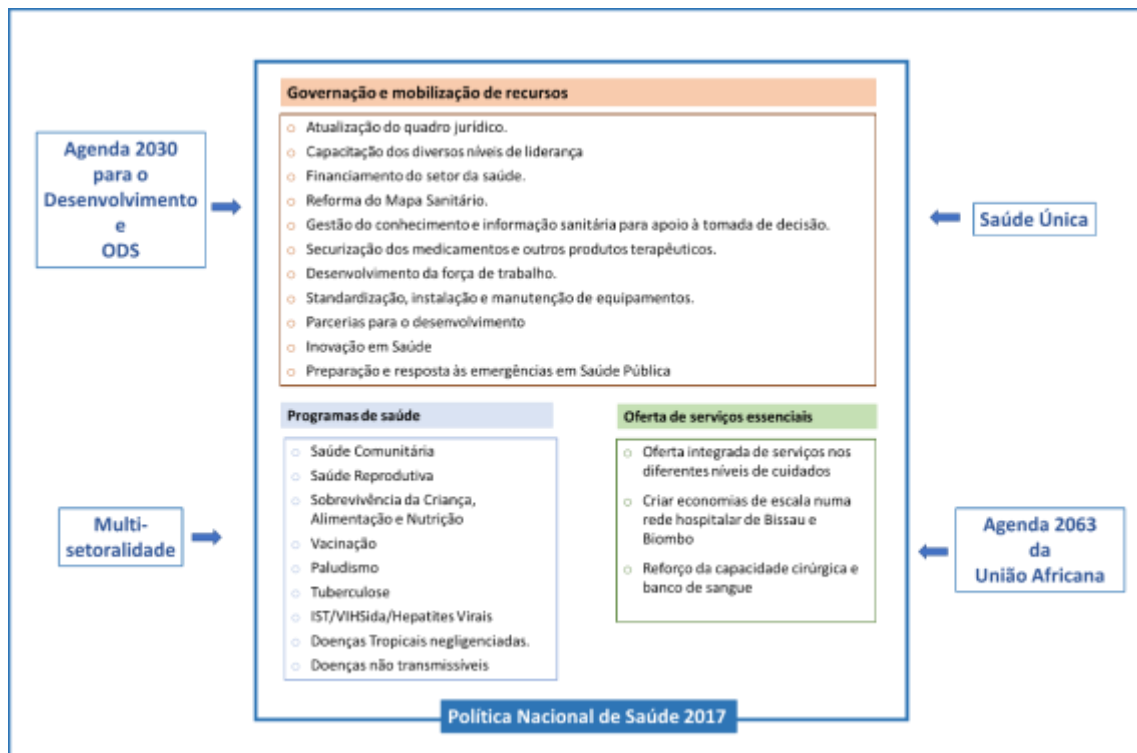 Governação e mobilização de recursos
Atualização do quadro jurídico.
Capacitação dos diversos níveis de liderança
Financiamento do setor da saúde.
Reforma do Mapa Sanitário.
Gestão do conhecimento e informação sanitária para apoio à tomada de decisão.
Securização dos medicamentos e outros produtos terapêuticos.
Desenvolvimento da força de trabalho.
Standardização, instalação e manutenção de equipamentos.
Parcerias para o desenvolvimento
Inovação em Saúde
Preparação e resposta às emergências em Saúde Pública
Agenda 2030
para o
Desenvolvimento
e
ODS
Saúde Única
Programas de saúde
Saúde Comunitária
Saúde Reprodutiva
Sobrevivência da Criança,
Alimentação e Nutrição
Vacinação
Paludismo
Tuberculose
IST/VIHSida/Hepatites Virais
Doenças Tropicais negligenciadas.
Doenças não transmissíveis
Oferta de serviços essenciais
Oferta integrada de serviços nos
diferentes níveis de cuidados
Criar economias de escala numa
rede hospitalar de Bissau e
Biombo
Reforço da capacidade cirúrgica e
banco de sangue
Multi-
setoralidade
Agenda 2063
da
União Africana
Política Nacional de Saúde 2017